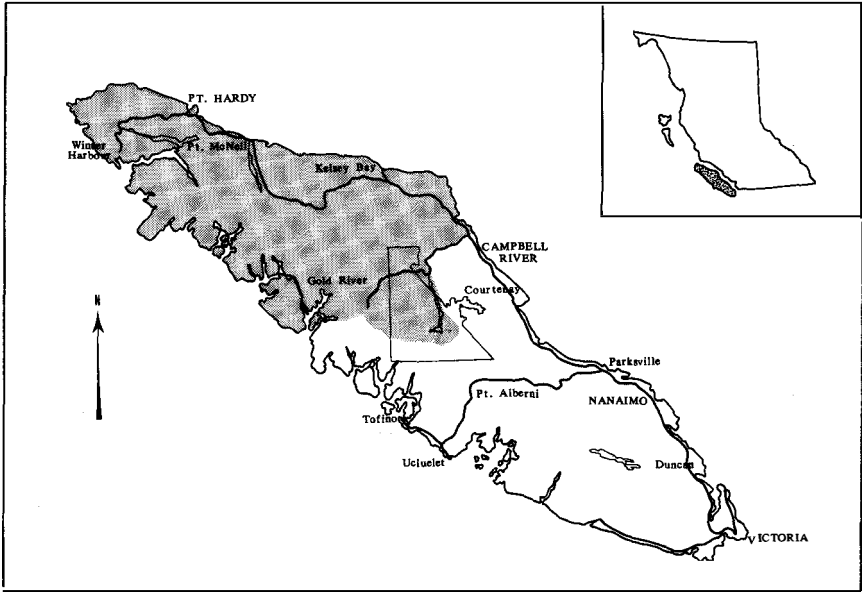 PT. HARDY
Winter
Harbour
Pt. McNeil
Kelsey Bay
CAMPBELL
RIVER
Gold River
Courtenay
N
Parksville
Pt. Alberni
NANAIMO
Tofino
Ucluelet
Duncan
VICTORIA